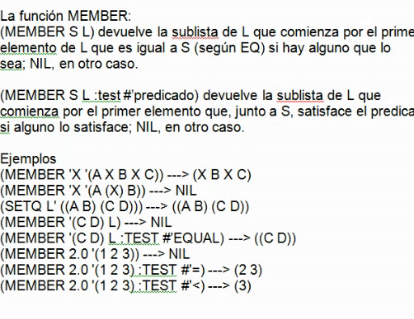 La función MEMBER:
(MEMBER S L) devuelve la sublista de L que comienza por el prime
elemento de L que es igual a S (según EQ) si hay alguno que lo
sea; NIL, en otro caso.
(MEMBER S L :test #'predicado) devuelve la sublista de L que
comienza por el primer elemento que, junto a S, satisface el predica
si alguno lo satisface; NIL, en otro caso.
Ejemplos
(MEMBER 'X '(A X B X C)) ---> (X B X C)
(MEMBER 'X '(A (X) B)) ---> NIL
(SETQ L' ((A B) (C D))) ---> ((A B) (C D))
(MEMBER '(C D) L) ---> NIL
(MEMBER '(C D) L :TEST #'EQUAL) ---> ((C D))
(MEMBER 2.0 '(1 2 3)) ---> NIL
(MEMBER 2.0 '(1 2 3) :TEST #'=) ---> (2 3)
(MEMBER 2.0 '(1 2 3) :TEST #'<) ---> (3)